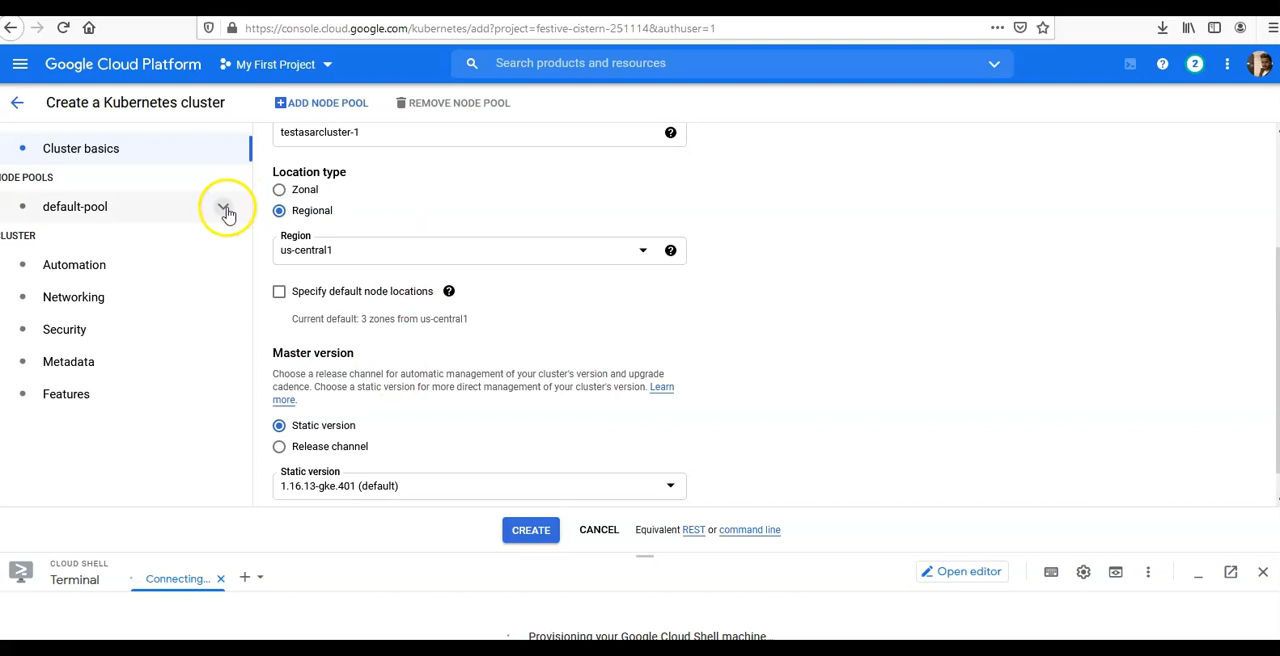 https://console.cloud.google.com/kubernetes/add?project=festive-cistern-251114&authuser=1
Google Cloud Platform
My First Project
Search products and resources
2
Create a Kubernetes cluster
ADD NODE POOL
REMOVE NODE POOL
Cluster basics
NODE POOLS
default-pool
CLUSTER
Automation
Networking
Security
Metadata
Features
testasarcluster-1
Location type
Zonal
Regional
Region
us-central1
Specify default node locations
Current default: 3 zones from us-central1
Master version
Choose a release channel for automatic management of your cluster's version and upgrade
cadence. Choose a static version for more direct management of your cluster's version. Learn
more.
Static version
Release channel
Static version
1.16.13-gke.401 (default)
CREATE
CANCEL
Equivalent REST or command line
CLOUD SHELL
Terminal
Connecting...
Open editor
Provisioning your Google Cloud Shell machine...